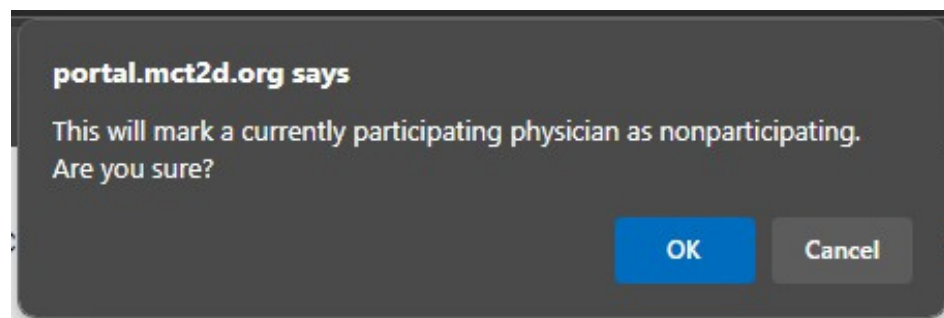 portal.mct2d.org says
This will mark a currently participating physician as nonparticipating.
Are you sure?
OK
Cancel